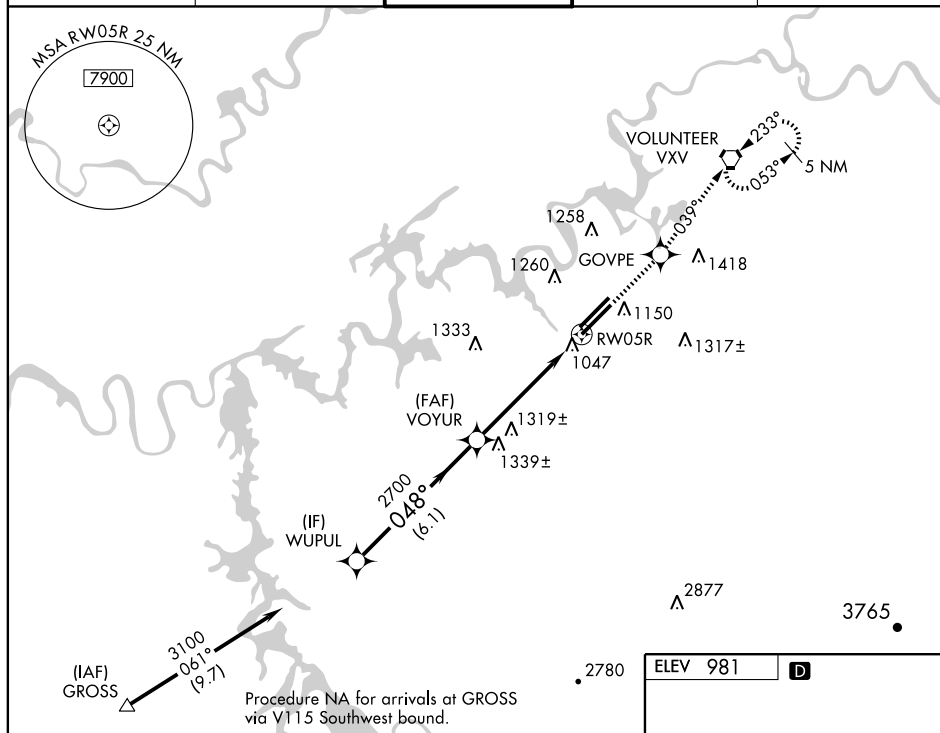 MSA RW05R 25 NM
7900
VOLUNTEER
VXV
233°
053°
5 NM
039°
1258
GOVPE
1418
1260
1150
1333
RW05R
1317±
1047
(FAF)
VOYUR
1319±
1339±
2700
048°
(6.1)
(IF)
WUPUL
2877
3765
3100
061°
(9.7)
(IAF)
GROSS
2780
ELEV 981
D
Procedure NA for arrivals at GROSS
via V115 Southwest bound.